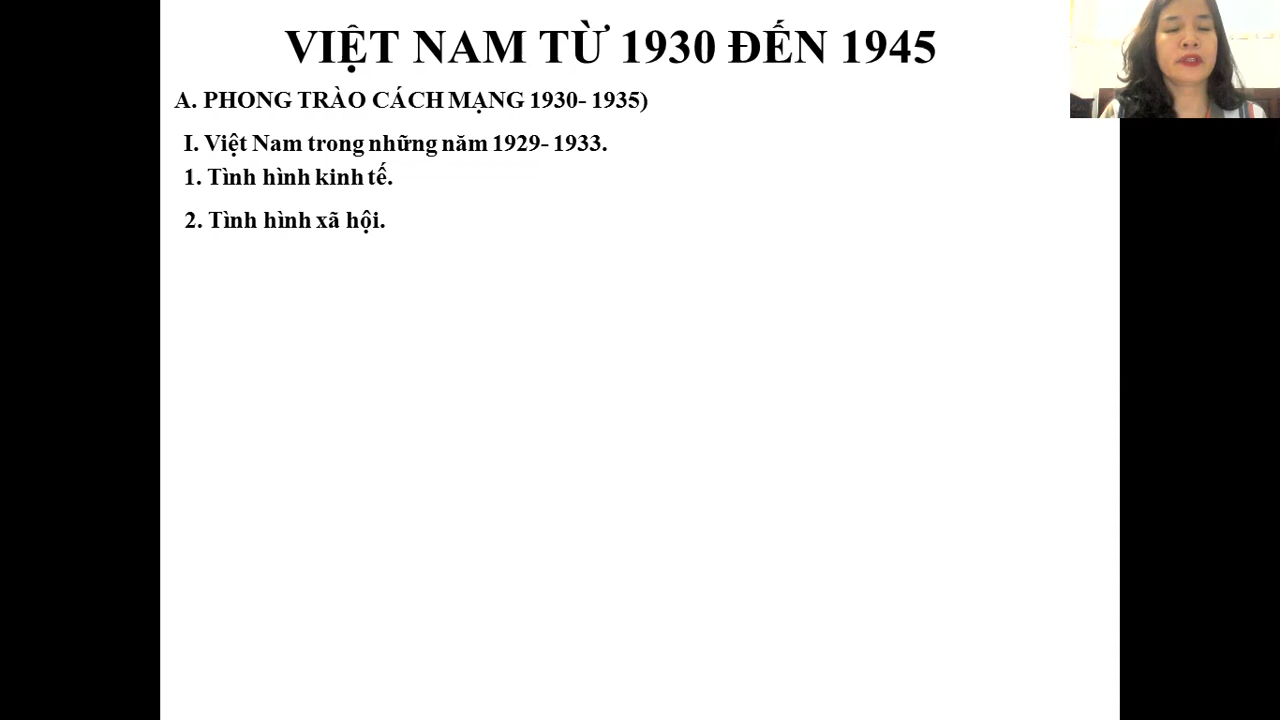 VIỆT NAM TỪ 1930 ĐẾN 1945
A. PHONG TRÀO CÁCH MẠNG 1930- 1935)
I. Việt Nam trong những năm 1929- 1933.
1. Tình hình kinh tế.
2. Tình hình xã hội.